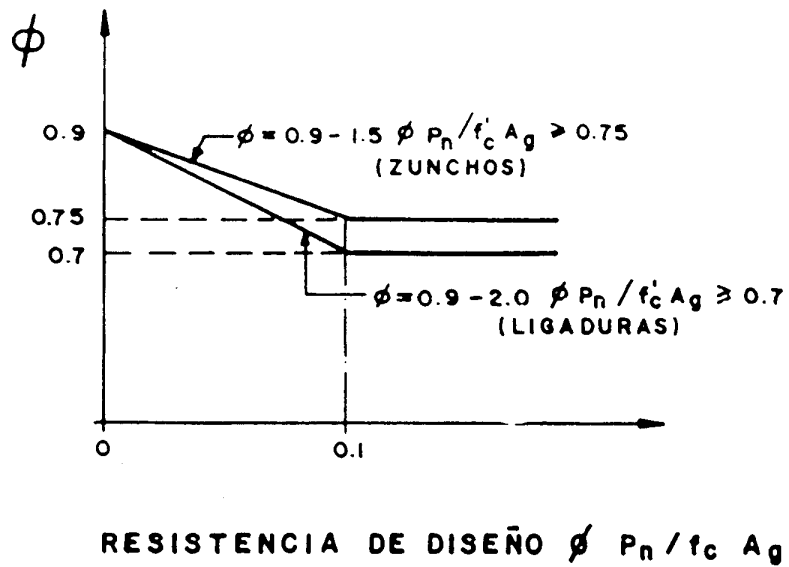 ϕ
0.9
ϕ = 0.9 - 1.5 ϕ Pn/f'c Ag ⩾ 0.75
(ZUNCHOS)
0.75
0.7
ϕ = 0.9 - 2.0 ϕ Pn/f'c Ag ⩾ 0.7
(LIGADURAS)
0
0.1
RESISTENCIA DE DISEÑO ϕ Pn/fc Ag